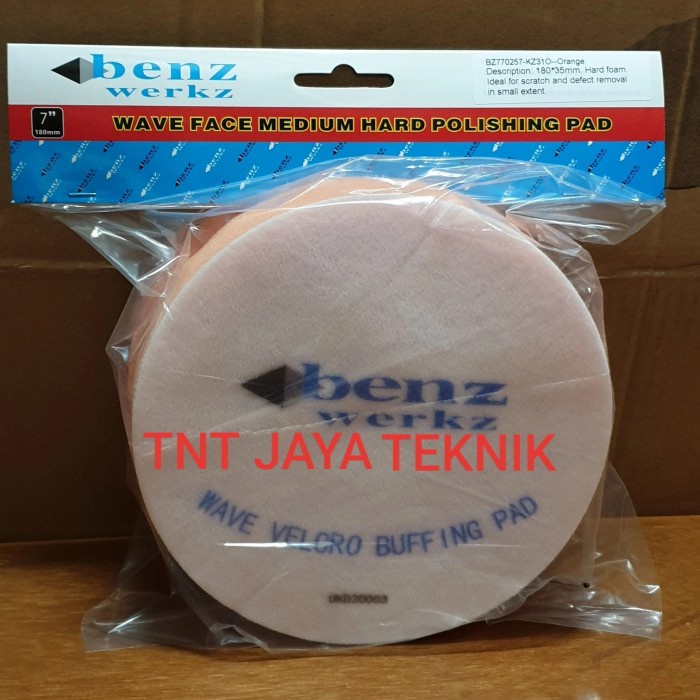 benz
werkz
BZ770257-KZ31O--Orange
Description: 180*35mm. Hard foam.
Ideal for scratch and defect removal
in small extent.
7"
180mm
WAVE FACE MEDIUM HARD POLISHING PAD
benz
werkz
TNT JAYA TEKNIK
WAVE VELCRO BUFFING PAD